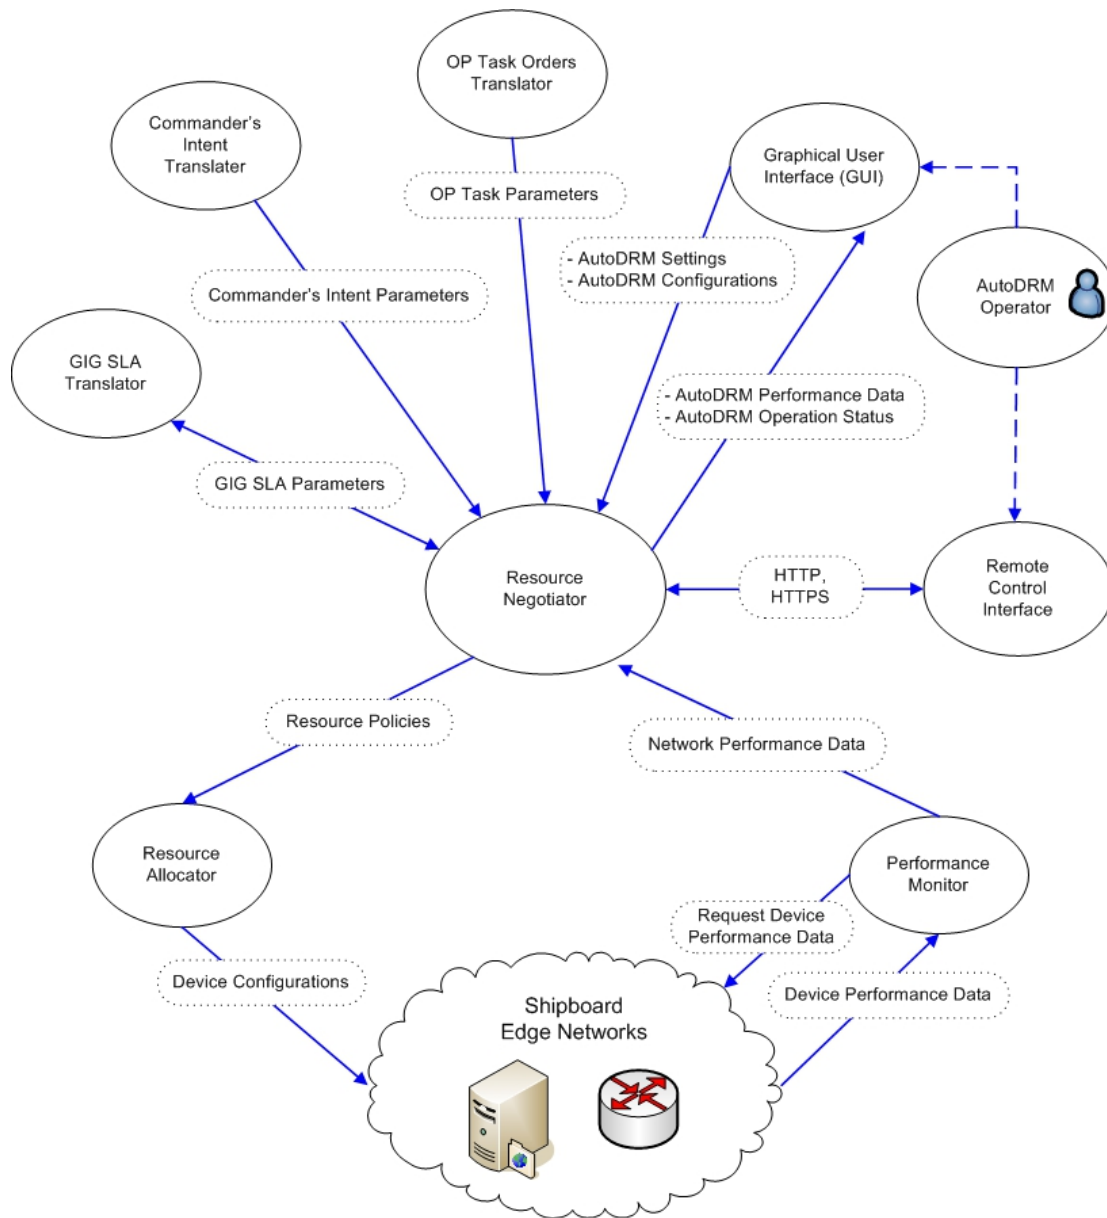 OP Task Orders
Translator
Commander's
Intent
Translater
Graphical User
Interface (GUI)
OP Task Parameters
- AutoDRM Settings
- AutoDRM Configurations
AutoDRM
Operator
Commander's Intent Parameters
GIG SLA
Translator
- AutoDRM Performance Data
- AutoDRM Operation Status
GIG SLA Parameters
Resource
Negotiator
HTTP,
HTTPS
Remote
Control
Interface
Resource Policies
Network Performance Data
Resource
Allocator
Performance
Monitor
Request Device
Performance Data
Device Configurations
Device Performance Data
Shipboard
Edge Networks